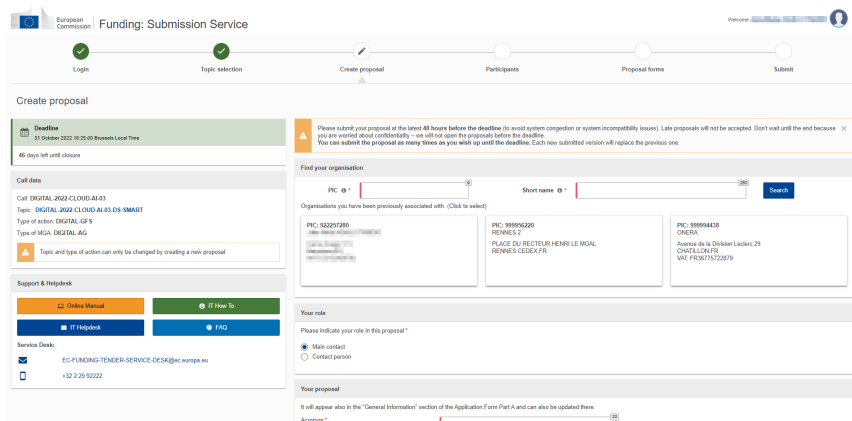 European
Commission
Funding: Submission Service
Welcome
Login
Topic selection
Create proposal
Participants
Proposal forms
Submit
Create proposal
Deadline
31 October 2022 10:25:00 Brussels Local Time
46 days left until closure
Call data
Call: DIGITAL-2022-CLOUD-AI-03
Topic: DIGITAL-2022-CLOUD-AI-03-DS-SMART
Type of action: DIGITAL-GFS
Type of MGA: DIGITAL-AG
Topic and type of action can only be changed by creating a new proposal.
Support & Helpdesk
Online Manual
IT How To
IT Helpdesk
FAQ
Service Desk:
EC-FUNDING-TENDER-SERVICE-DESK@ec.europa.eu
+32 2 29 92222
Please submit your proposal at the latest 48 hours before the deadline (to avoid system congestion or system incompatibility issues). Late proposals will not be accepted. Don't wait until the end because
you are worried about confidentiality – we will not open the proposals before the deadline.
You can submit the proposal as many times as you wish up until the deadline. Each new submitted version will replace the previous
one.
Find your organisation
PIC *
9
Short name *
Search
Organisations you have been previously associated with. (Click to select)
PIC: 922257280
PIC: 999956220
RENNES 2
PLACE DU RECTEUR HENRI LE MOAL
RENNES CEDEX,FR
PIC: 999994438
ONERA
Avenue de la Division Leclerc 29
CHATILLON,FR
VAT: FR36775722879
Your role
Please indicate your role in this proposal *
Main contact
Contact person
Your proposal
It will appear also in the "General Information" section of the Application Form Part A and can also be updated there.
Acronym *
20